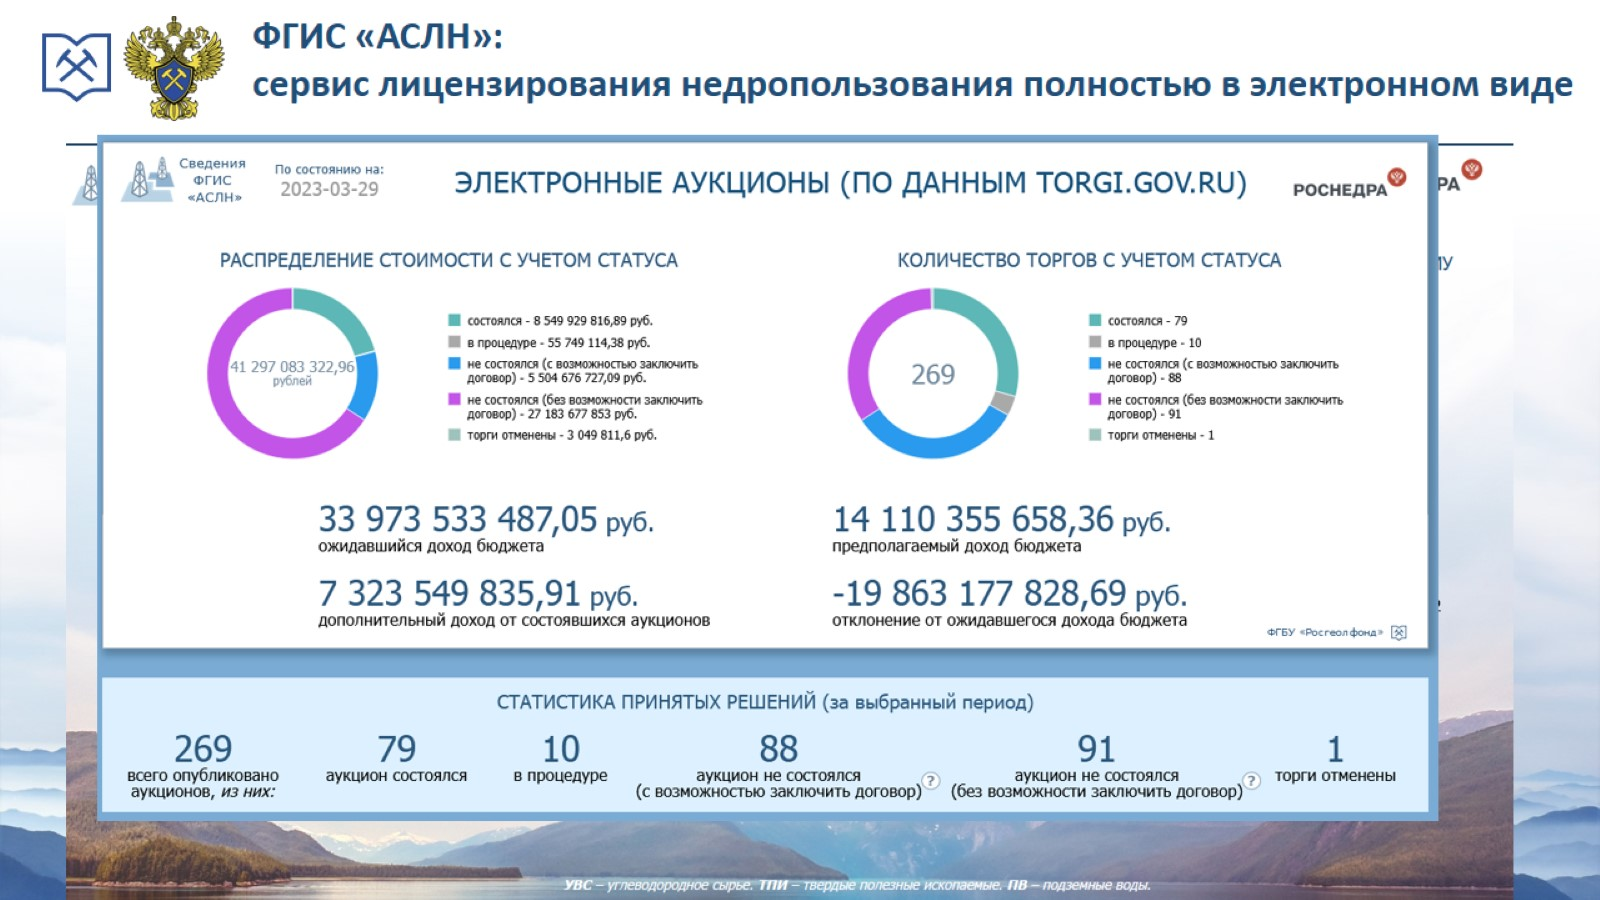 ФГИС «АСЛН»:
сервис лицензирования недропользования полностью в электронном виде
Сведения
ФГИС
«АСЛН»
По состоянию на:
2023-03-29
ЭЛЕКТРОННЫЕ АУКЦИОНЫ (ПО ДАННЫМ TORGI.GOV.RU)
РОСНЕДРА
РА
РАСПРЕДЕЛЕНИЕ СТОИМОСТИ С УЧЕТОМ СТАТУСА
41 297 083 322,96
рублей
состоялся - 8 549 929 816,89 руб.
в процедуре - 55 749 114,38 руб.
не состоялся (с возможностью заключить
договор) - 5 504 676 727,09 руб.
не состоялся (без возможности заключить
договор) - 27 183 677 853 руб.
торги отменены - 3 049 811,6 руб.
КОЛИЧЕСТВО ТОРГОВ С УЧЕТОМ СТАТУСА
269
состоялся - 79
в процедуре - 10
не состоялся (с возможностью заключить
договор) - 88
не состоялся (без возможности заключить
договор) - 91
торги отменены - 1
33 973 533 487,05 руб.
ожидавшийся доход бюджета
14 110 355 658,36 руб.
предполагаемый доход бюджета
7 323 549 835,91 руб.
дополнительный доход от состоявшихся аукционов
-19 863 177 828,69 руб.
отклонение от ожидавшегося дохода бюджета
ФГБУ «Росгеолфонд»
СТАТИСТИКА ПРИНЯТЫХ РЕШЕНИЙ (за выбранный период)
269
всего опубликовано
аукционов, из них:
79
аукцион состоялся
10
в процедуре
88
аукцион не состоялся
(с возможностью заключить договор) ?
91
аукцион не состоялся
(без возможности заключить договор) ?
1
торги отменены
УВС – углеводородное сырье. ТПИ – твердые полезные ископаемые. ПВ – подземные воды.